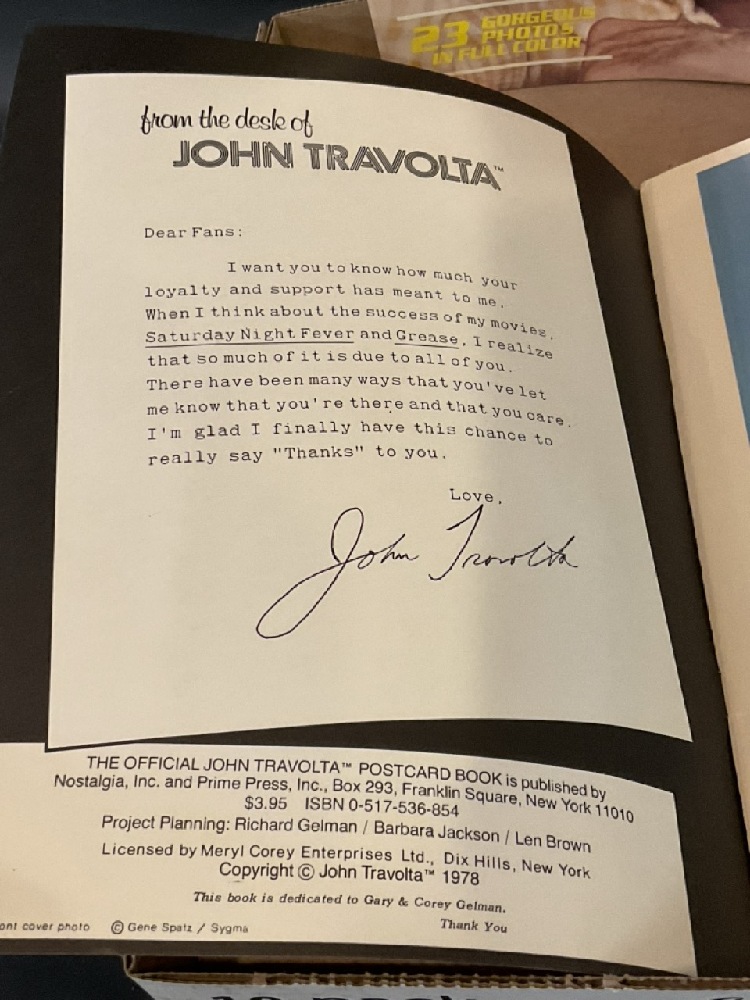 23 GORGEOUS
PHOTOS
IN FULL COLOR
from the desk of
JOHN TRAVOLTA™
Dear Fans:
I want you to know how much your
loyalty and support has meant to me.
When I think about the success of my movies,
Saturday Night Fever and Grease, I realize
that so much of it is due to all of you.
There have been many ways that you've let
me know that you're there and that you care.
I'm glad I finally have this chance to
really say "Thanks" to you.
Love,
John Travolta
THE OFFICIAL JOHN TRAVOLTA™ POSTCARD BOOK is published by
Nostalgia, Inc. and Prime Press, Inc., Box 293, Franklin Square, New York 11010
$3.95 ISBN 0-517-536-854
Project Planning: Richard Gelman / Barbara Jackson / Len Brown
Licensed by Meryl Corey Enterprises Ltd., Dix Hills, New York
Copyright © John Travolta™ 1978
This book is dedicated to Gary & Corey Gelman.
Thank You
ont cover photo © Gene Spatz / Sygma